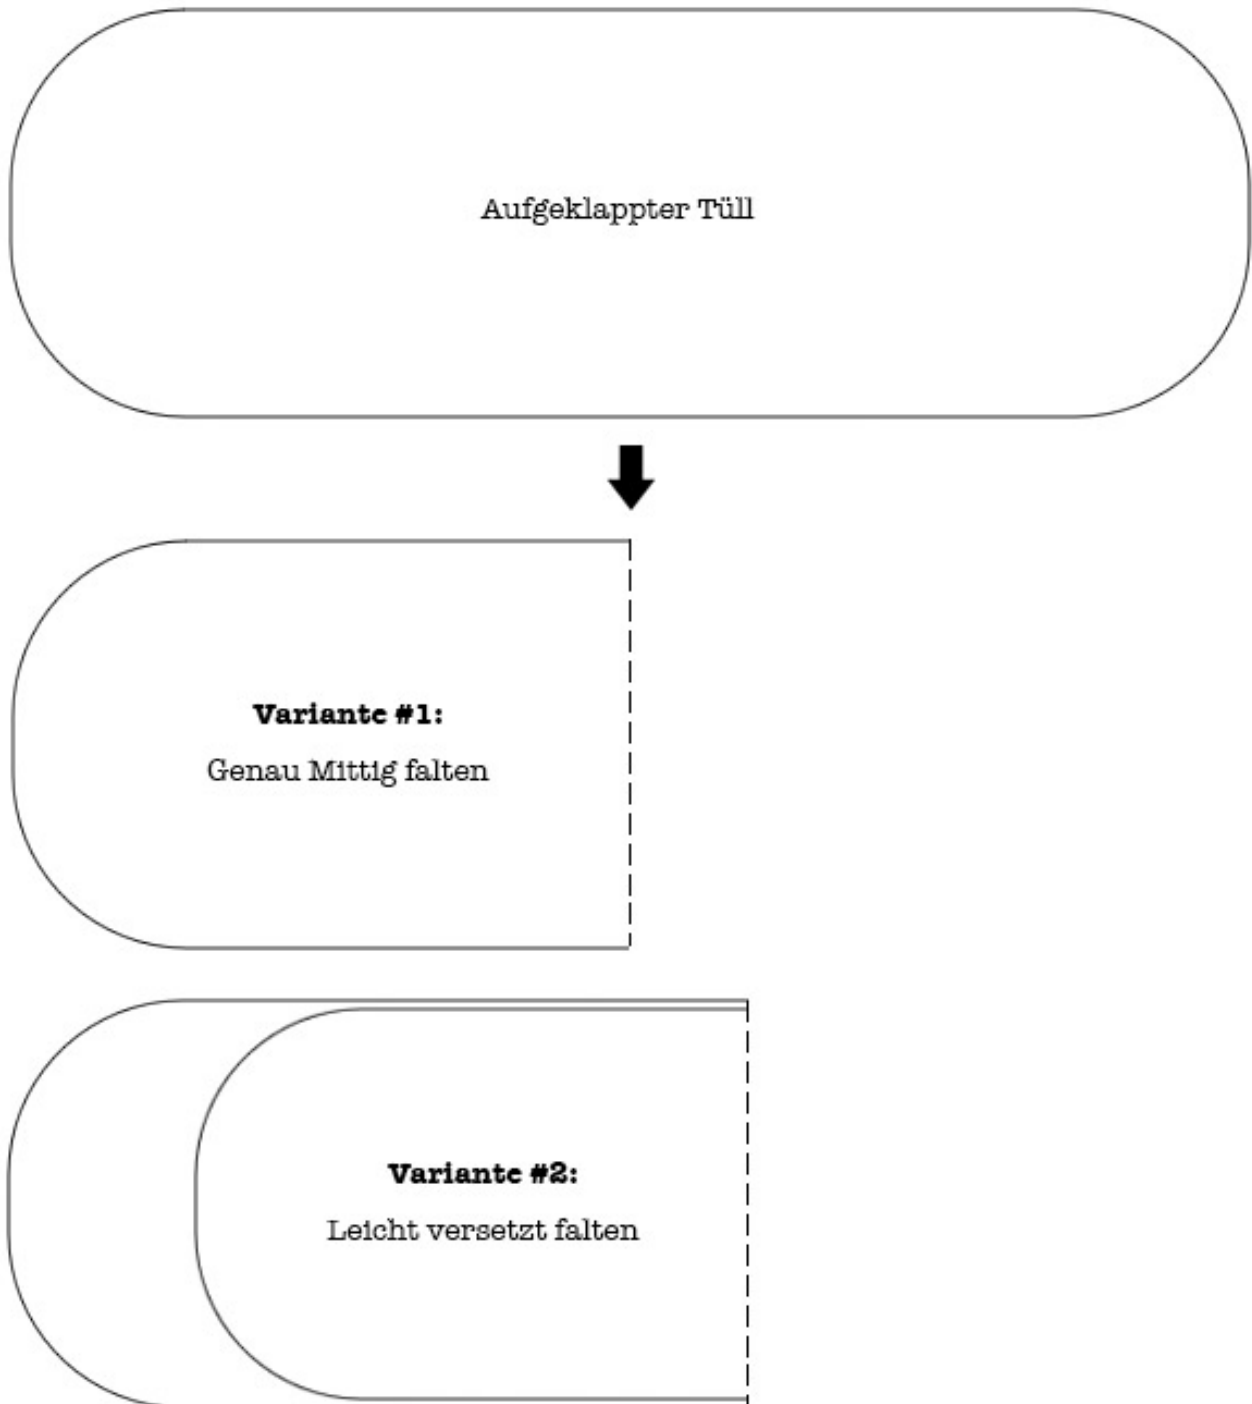 Aufgeklappter Tüll
Variante #1:
Genau Mittig falten
Variante #2:
Leicht versetzt falten